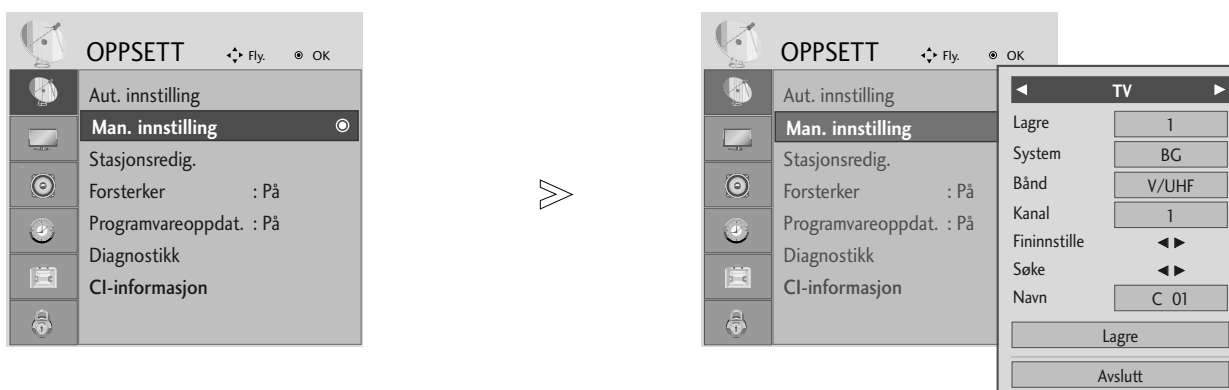 OPPSETT Fly. OK
Aut. innstilling
Man. innstilling
Stasjonsredig.
Forsterker : På
Programvareoppdat. : På
Diagnostikk
CI-informasjon
OPPSETT Fly. OK
Aut. innstilling
Man. innstilling
Stasjonsredig.
Forsterker : På
Programvareoppdat. : På
Diagnostikk
CI-informasjon
◀ TV ▶
Lagre 1
System BG
Bånd V/UHF
Kanal 1
Fininnstille ◀ ▶
Søke ◀ ▶
Navn C 01
Lagre
Avslutt